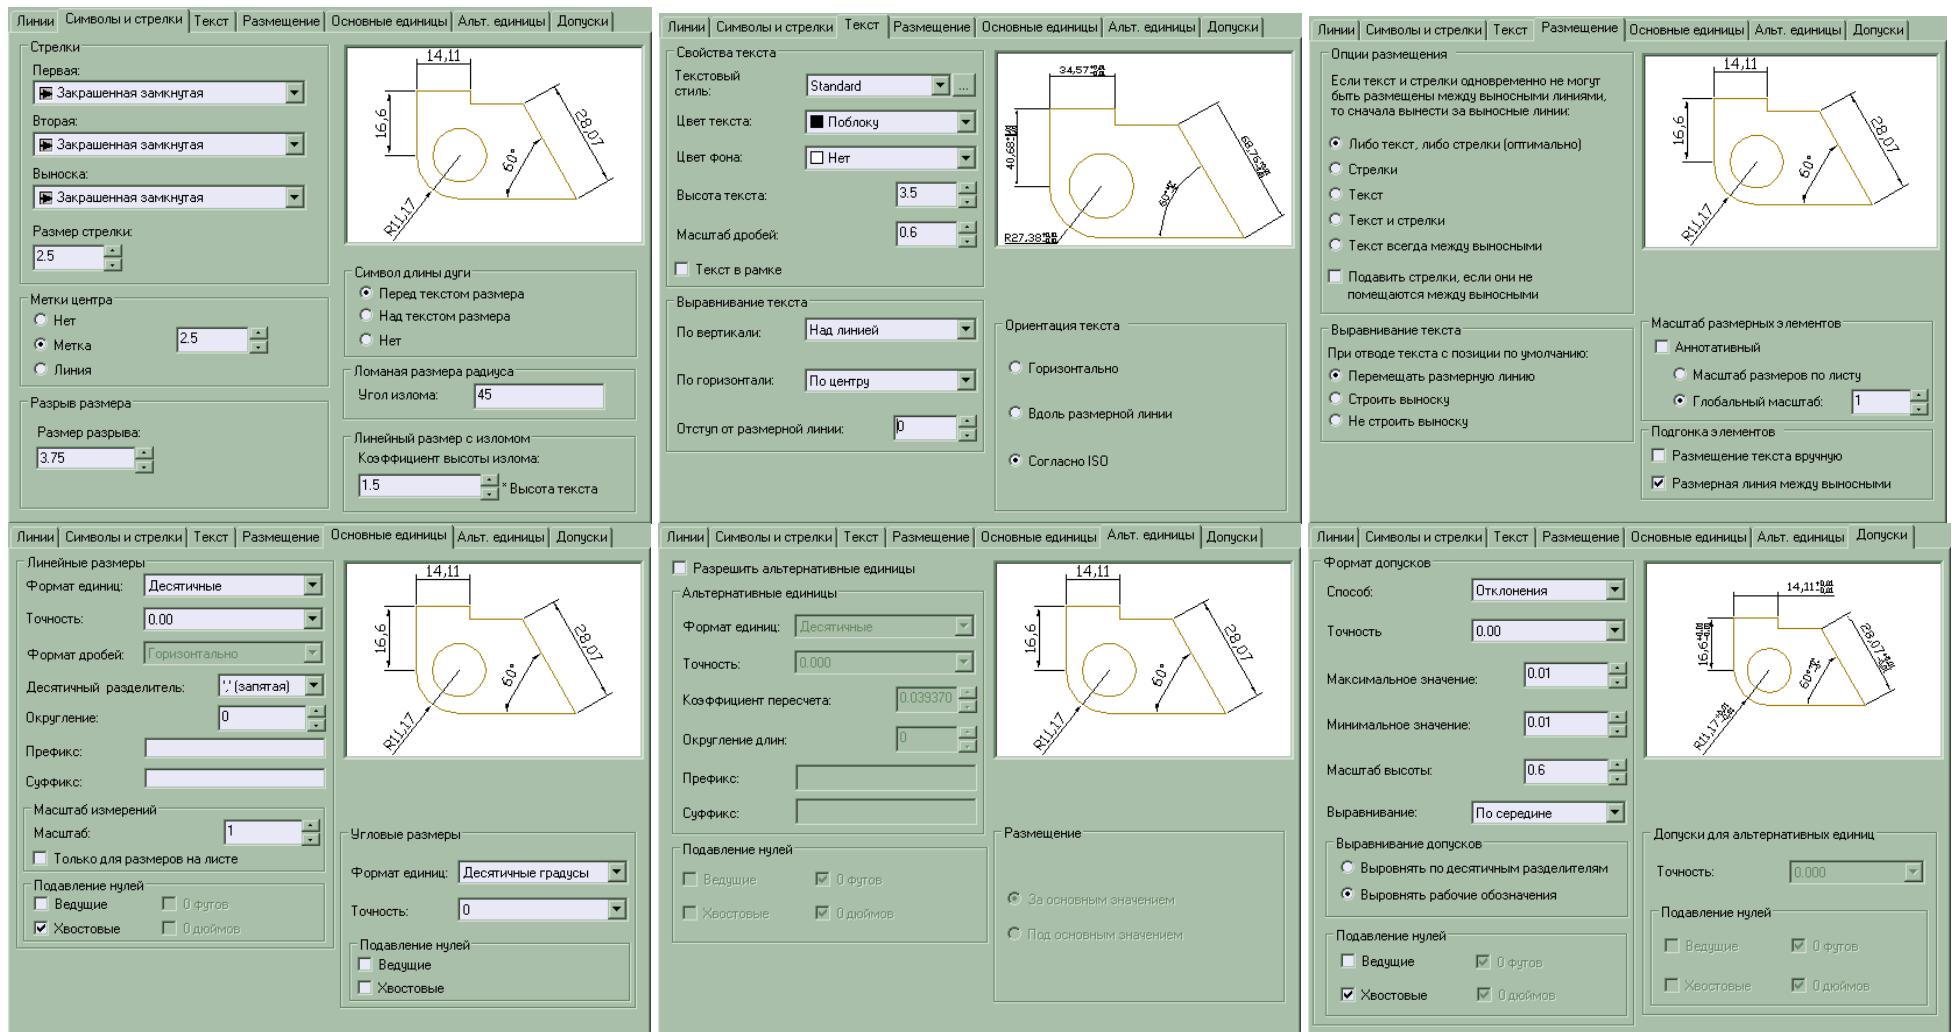 Линии Символы и стрелки Текст Размещение Основные единицы Альт. единицы Допуски
Стрелки
Первая:
Закрашенная замкнутая
Вторая:
Закрашенная замкнутая
Выноска:
Закрашенная замкнутая
Размер стрелки:
2.5
Метки центра
Нет
Метка
2.5
Линия
Разрыв размера
Размер разрыва:
3.75
14,11
16,6
28,07
60°
R11,17
Символ длины дуги
Перед текстом размера
Над текстом размера
Нет
Ломаная размера радиуса
Угол излома: 45
Линейный размер с изломом
Коэффициент высоты излома:
1.5 * Высота текста
Линии Символы и стрелки Текст Размещение Основные единицы Альт. единицы Допуски
Свойства текста
Текстовый
стиль: Standard ...
Цвет текста: Поблоку
Цвет фона: Нет
Высота текста: 3.5
Масштаб дробей: 0.6
Текст в рамке
Выравнивание текста
По вертикали: Над линией
По горизонтали: По центру
Отступ от размерной линии: 0
34,57
40,68
68,76
60°
R27,38
Ориентация текста
Горизонтально
Вдоль размерной линии
Согласно ISO
Линии Символы и стрелки Текст Размещение Основные единицы Альт. единицы Допуски
Опции размещения
Если текст и стрелки одновременно не могут
быть размещены между выносными линиями,
то сначала вынести за выносные линии:
Либо текст, либо стрелки (оптимально)
Стрелки
Текст
Текст и стрелки
Текст всегда между выносными
Подавить стрелки, если они не
помещаются между выносными
Выравнивание текста
При отводе текста с позиции по умолчанию:
Перемещать размерную линию
Строить выноску
Не строить выноску
14,11
16,6
28,07
60°
R11,17
Масштаб размерных элементов
Аннотативный
Масштаб размеров по листу
Глобальный масштаб: 1
Подгонка элементов
Размещение текста вручную
Размерная линия между выносными
Линии Символы и стрелки Текст Размещение Основные единицы Альт. единицы Допуски
Линейные размеры
Формат единиц: Десятичные
Точность: 0.00
Формат дробей: Горизонтально
Десятичный разделитель: ',' (запятая)
Округление: 0
Префикс:
Суффикс:
Масштаб измерений
Масштаб: 1
Только для размеров на листе
Подавление нулей
Ведущие 0 футов
Хвостовые 0 дюймов
14,11
16,6
28,07
60°
R11,17
Угловые размеры
Формат единиц: Десятичные градусы
Точность: 0
Подавление нулей
Ведущие
Хвостовые
Линии Символы и стрелки Текст Размещение Основные единицы Альт. единицы Допуски
Разрешить альтернативные единицы
Альтернативные единицы
Формат единиц: Десятичные
Точность: 0.000
Коэффициент пересчета: 0.039370
Округление длин: 0
Префикс:
Суффикс:
Подавление нулей
Ведущие 0 футов
Хвостовые 0 дюймов
14,11
16,6
28,07
60°
R11,17
Размещение
За основным значением
Под основным значением
Линии Символы и стрелки Текст Размещение Основные единицы Альт. единицы Допуски
Формат допусков
Способ: Отклонения
Точность 0.00
Максимальное значение: 0.01
Минимальное значение: 0.01
Масштаб высоты: 0.6
Выравнивание: По середине
Выравнивание допусков
Выровнять по десятичным разделителям
Выровнять рабочие обозначения
Подавление нулей
Ведущие 0 футов
Хвостовые 0 дюймов
14,11
16,6
28,07
60°
R11,17
Допуски для альтернативных единиц
Точность: 0.000
Подавление нулей
Ведущие 0 футов
Хвостовые 0 дюймов